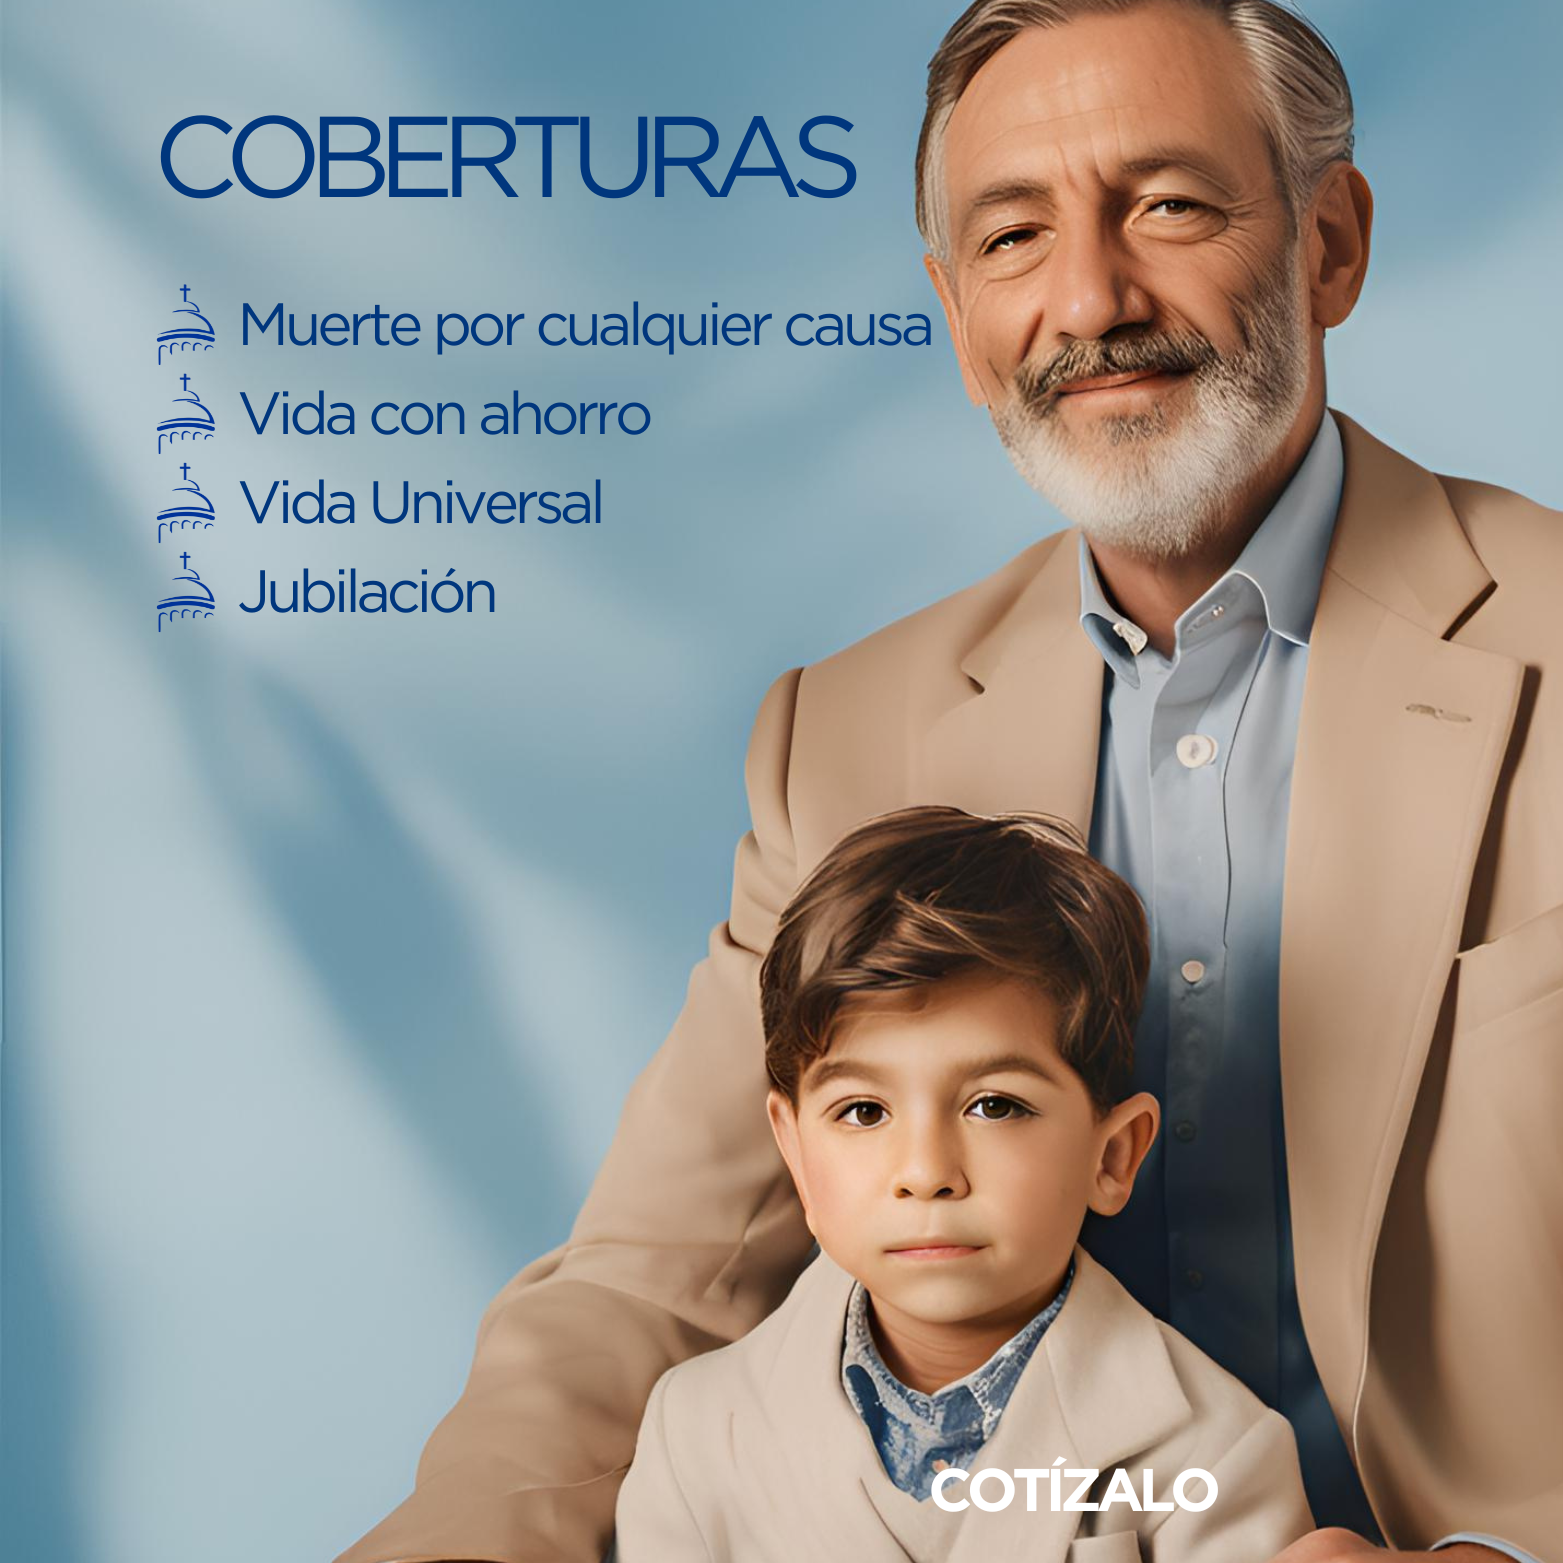 COBERTURAS
Muerte por cualquier causa
Vida con ahorro
Vida Universal
Jubilación
COTÍZALO